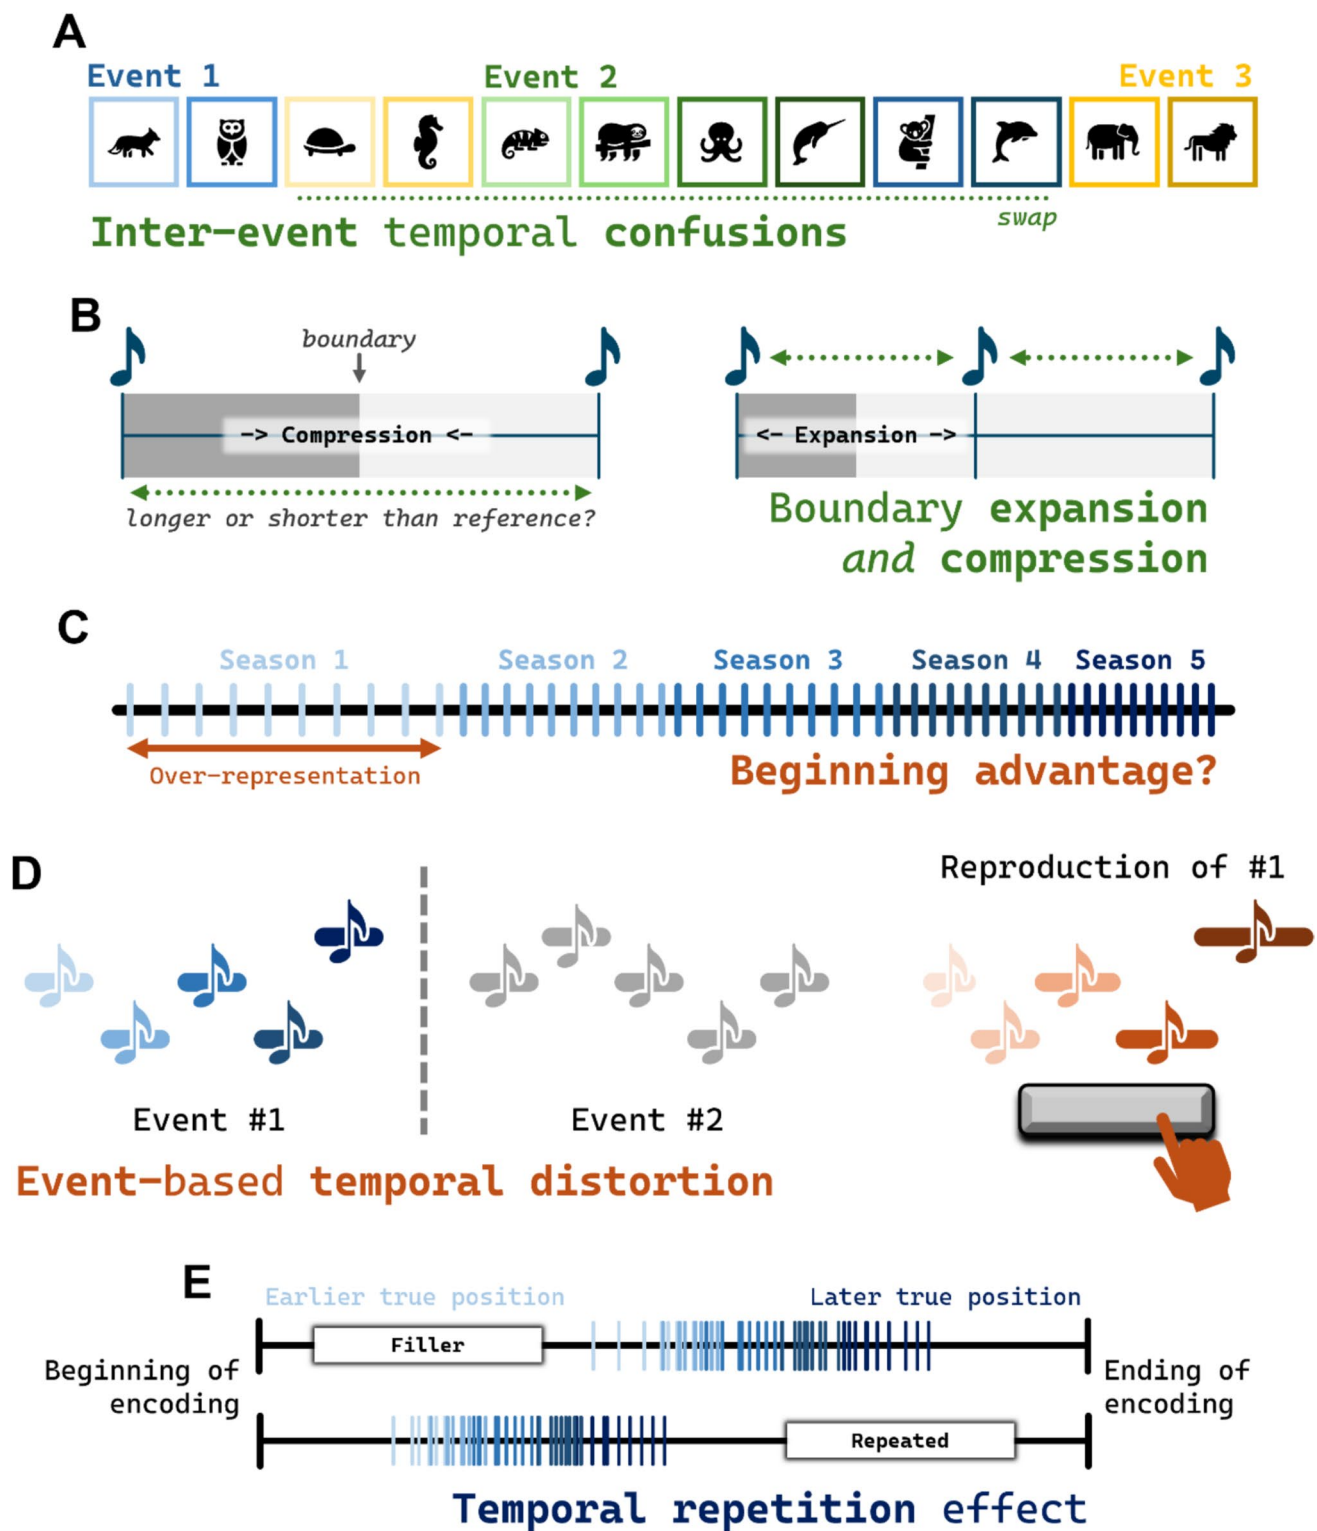 A
Event 1
Event 2
Event 3
swap
Inter-event temporal confusions
B
boundary
-> Compression <-
<- Expansion ->
longer or shorter than reference?
Boundary expansion
and compression
C
Season 1
Season 2
Season 3
Season 4
Season 5
Over-representation
Beginning advantage?
D
Reproduction of #1
Event #1
Event #2
Event-based temporal distortion
E
Earlier true position
Later true position
Filler
Beginning of
encoding
Ending of
encoding
Repeated
Temporal repetition effect